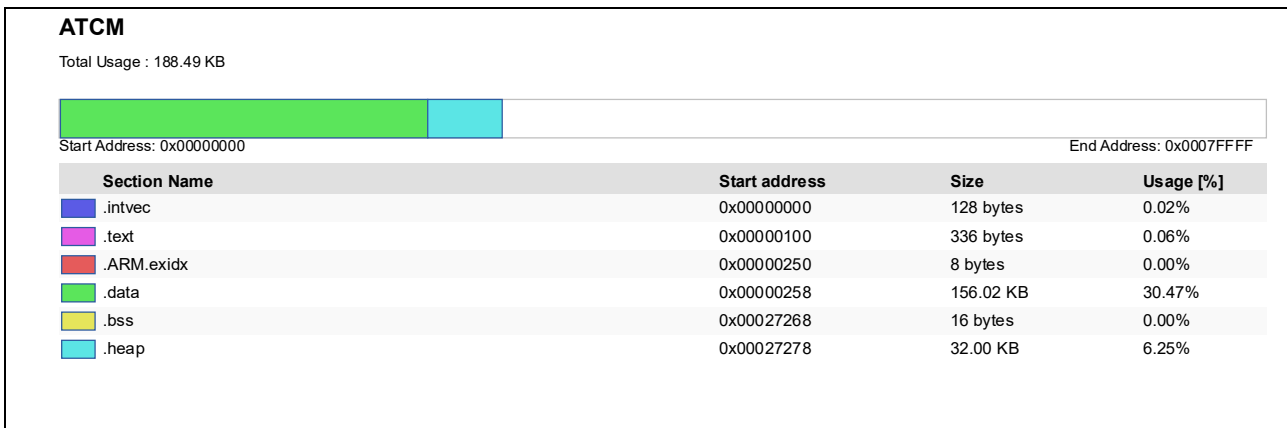 ATCM
Total Usage : 188.49 KB
Start Address: 0x00000000 End Address: 0x0007FFFF
Section Name Start address Size Usage [%]
.intvec 0x00000000 128 bytes 0.02%
.text 0x00000100 336 bytes 0.06%
.ARM.exidx 0x00000250 8 bytes 0.00%
.data 0x00000258 156.02 KB 30.47%
.bss 0x00027268 16 bytes 0.00%
.heap 0x00027278 32.00 KB 6.25%